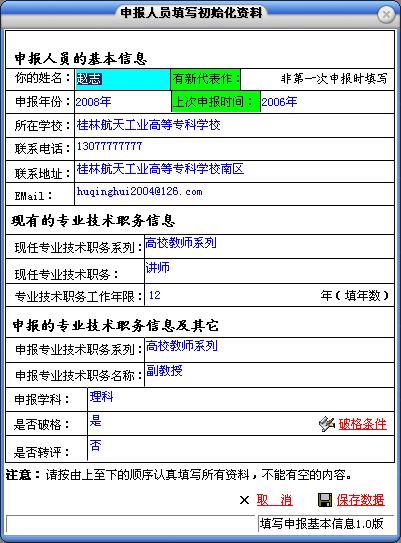 申报人员填写初始化资料
申报人员的基本信息
你的姓名： 赵志 有新代表作： 非第一次申报时填写
申报年份： 2008年 上次申报时间： 2006年
所在学校： 桂林航天工业高等专科学校
联系电话： 13077777777
联系地址： 桂林航天工业高等专科学校南区
EMail： huqinghui2004@126.com
现有的专业技术职务信息
现任专业技术职务系列： 高校教师系列
现任专业技术职务： 讲师
专业技术职务工作年限： 12 年（填年数）
申报的专业技术职务信息及其它
申报专业技术职务系列： 高校教师系列
申报专业技术职务名称： 副教授
申报学科： 理科
是否破格： 是 破格条件
是否转评： 否
注意：请按由上至下的顺序认真填写所有资料，不能有空的内容。
取 消 保存数据
填写申报基本信息1.0版